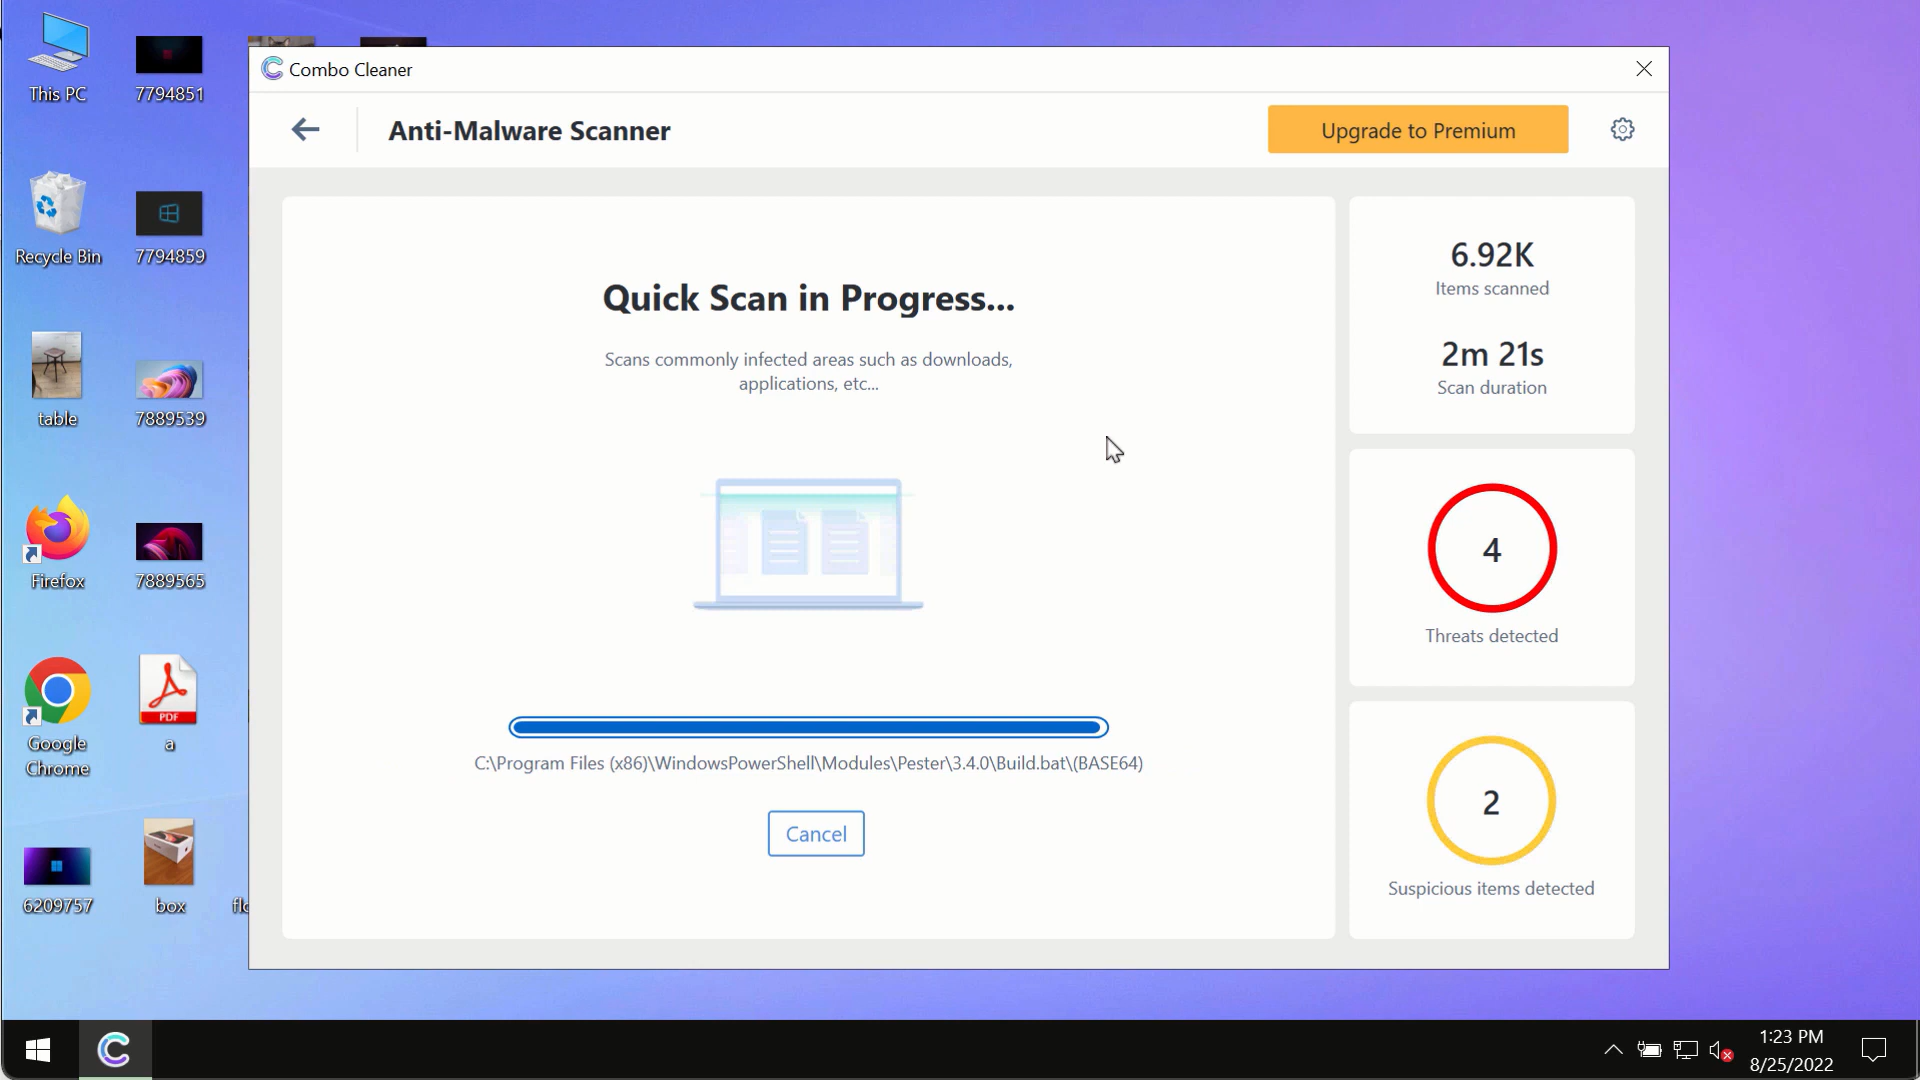 This PC
7794851
Recycle Bin
7794859
table
7889539
Firefox
7889565
Google
Chrome
PDF
a
6209757
box
Combo Cleaner
Anti-Malware Scanner
Upgrade to Premium
Quick Scan in Progress...
Scans commonly infected areas such as downloads,
applications, etc...
C:\Program Files (x86)\WindowsPowerShell\Modules\Pester\3.4.0\Build.bat\(BASE64)
Cancel
6.92K
Items scanned
2m 21s
Scan duration
4
Threats detected
2
Suspicious items detected
1:23 PM
8/25/2022